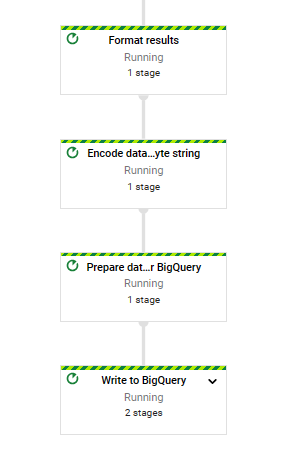 Format results
Running
1 stage
Encode data...yte string
Running
1 stage
Prepare dat...r BigQuery
Running
1 stage
Write to BigQuery
Running
2 stages